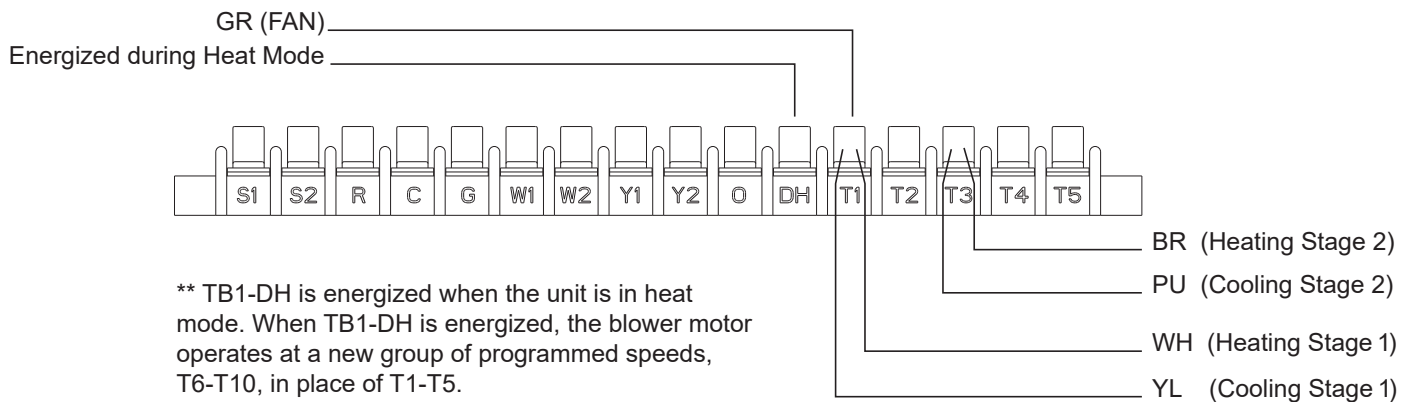 GR (FAN)
Energized during Heat Mode
S1 S2 R C G W1 W2 Y1 Y2 O DH T1 T2 T3 T4 T5
BR (Heating Stage 2)
PU (Cooling Stage 2)
WH (Heating Stage 1)
YL (Cooling Stage 1)
** TB1-DH is energized when the unit is in heat
mode. When TB1-DH is energized, the blower motor
operates at a new group of programmed speeds,
T6-T10, in place of T1-T5.